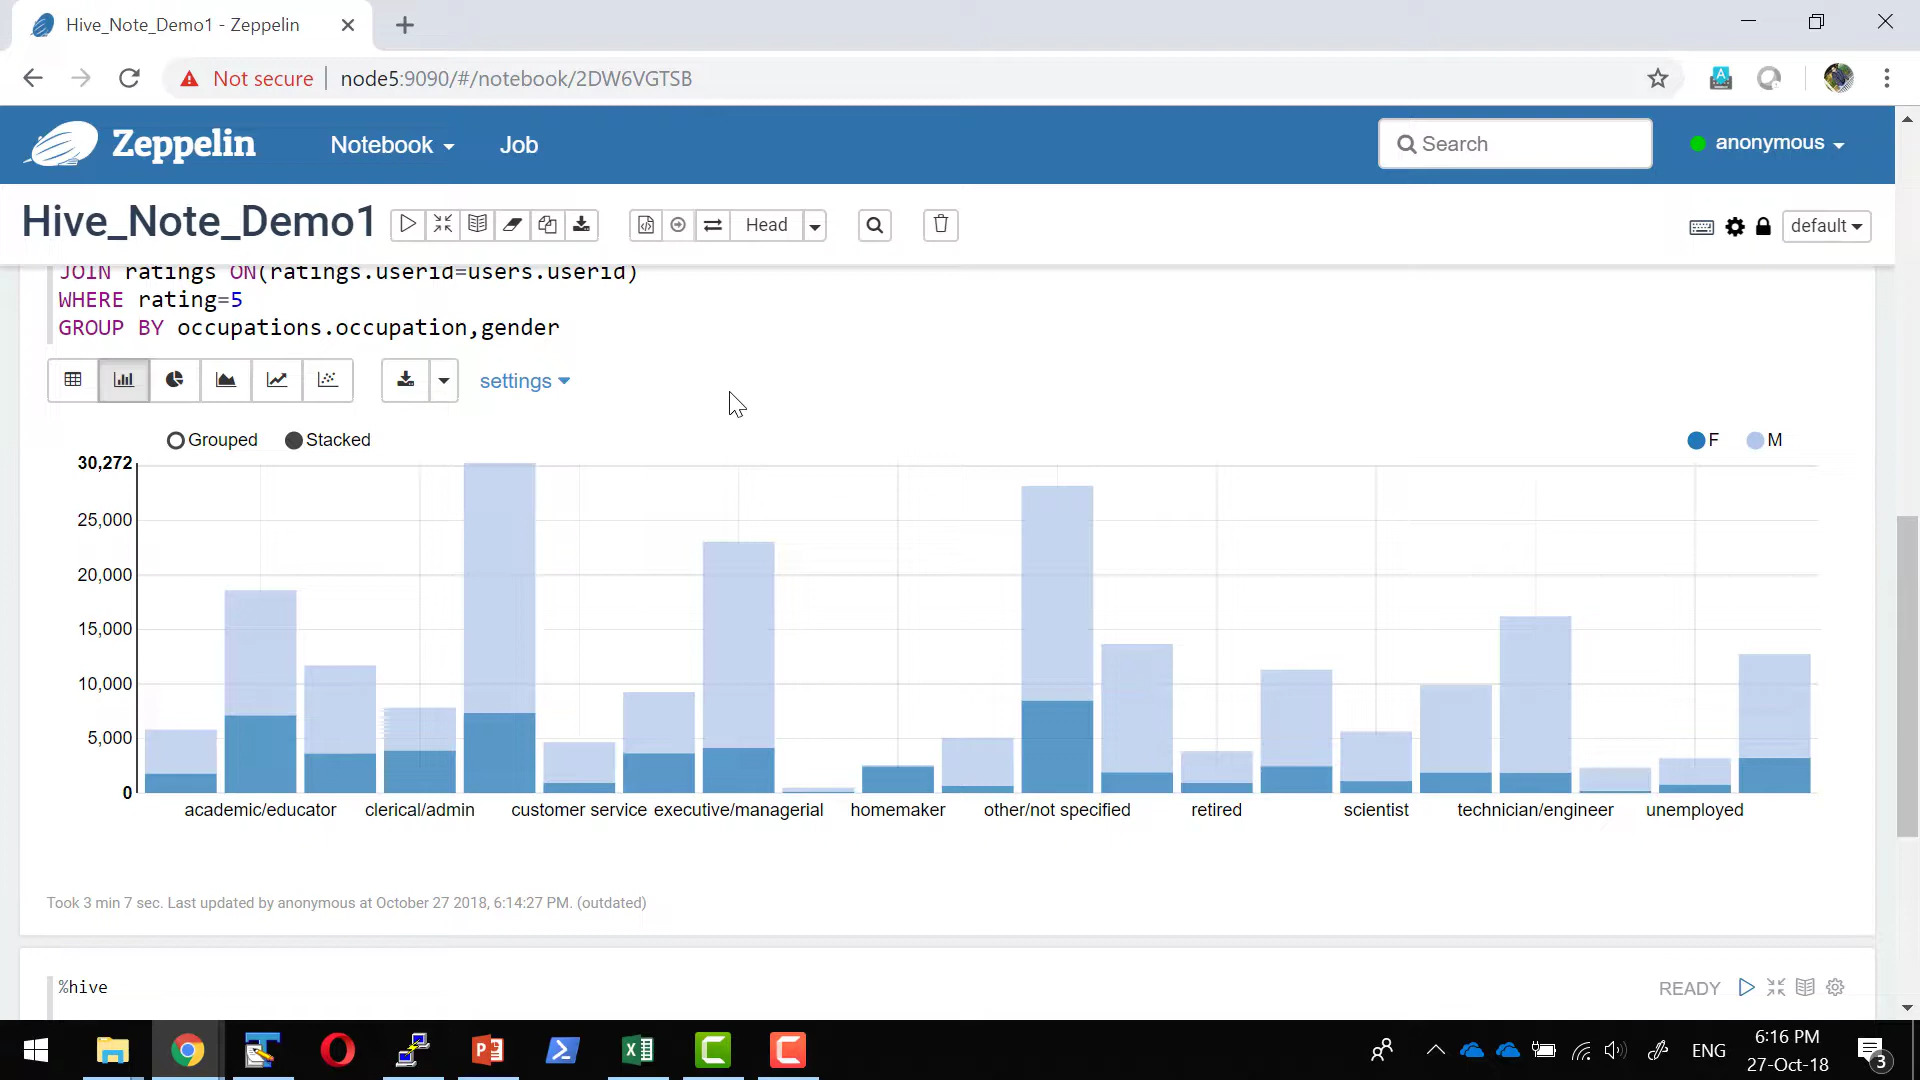 Hive_Note_Demo1 - Zeppelin
Not secure node5:9090/#/notebook/2DW6VGTSB
Zeppelin Notebook Job Search anonymous
Hive_Note_Demo1 Head default
JOIN ratings ON(ratings.userid=users.userid)
WHERE rating=5
GROUP BY occupations.occupation,gender
settings
Grouped Stacked F M
30,272
25,000
20,000
15,000
10,000
5,000
0
academic/educator clerical/admin customer service executive/managerial homemaker other/not specified retired scientist technician/engineer unemployed
Took 3 min 7 sec. Last updated by anonymous at October 27 2018, 6:14:27 PM. (outdated)
%hive READY
6:16 PM
ENG
27-Oct-18
3